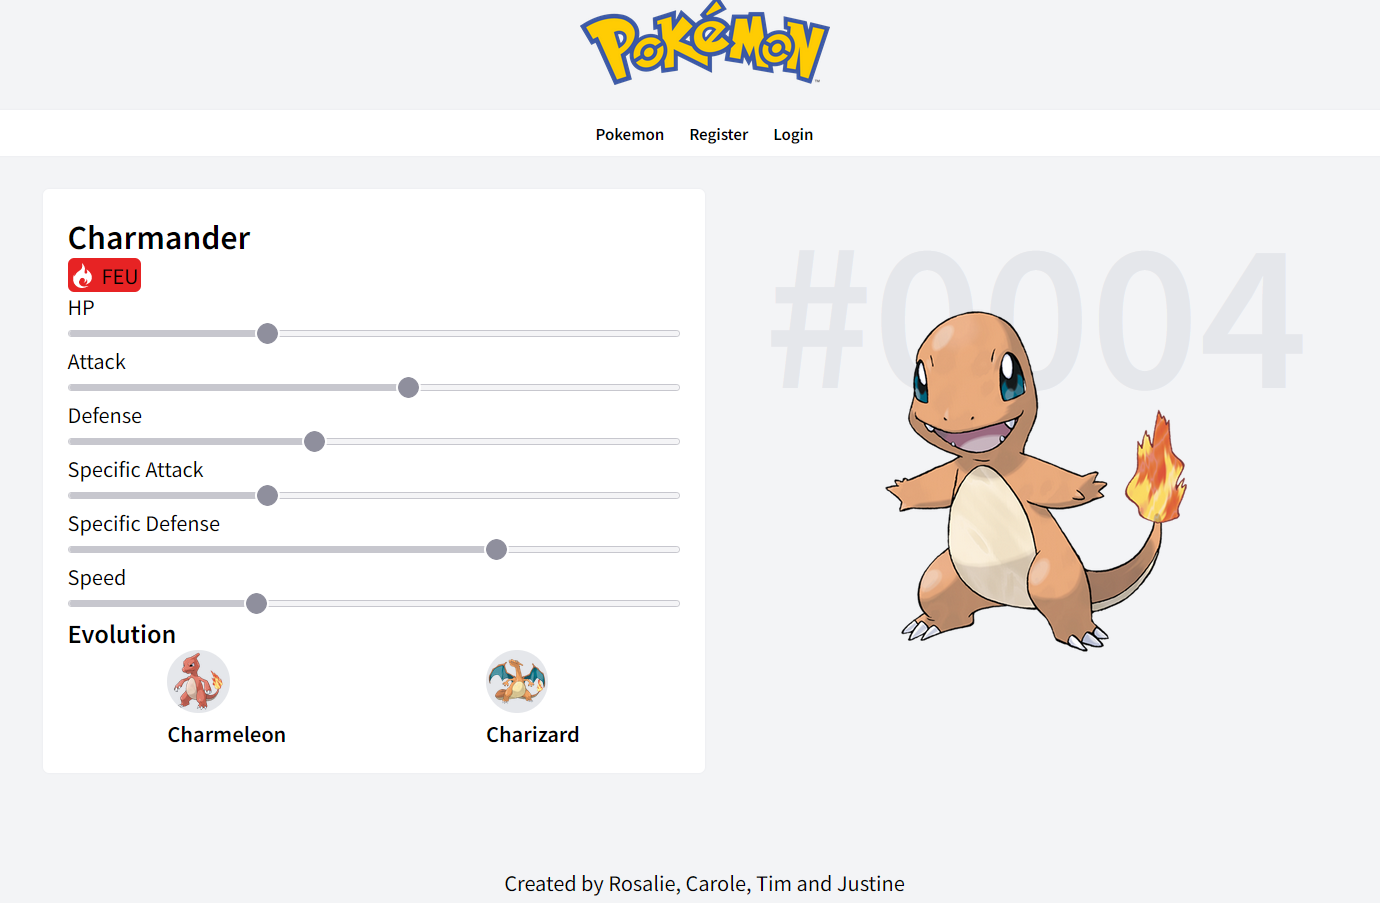 POKéMON
Pokemon Register Login
Charmander
FEU
HP
Attack
Defense
Specific Attack
Specific Defense
Speed
Evolution
Charmeleon Charizard
#0004
Created by Rosalie, Carole, Tim and Justine